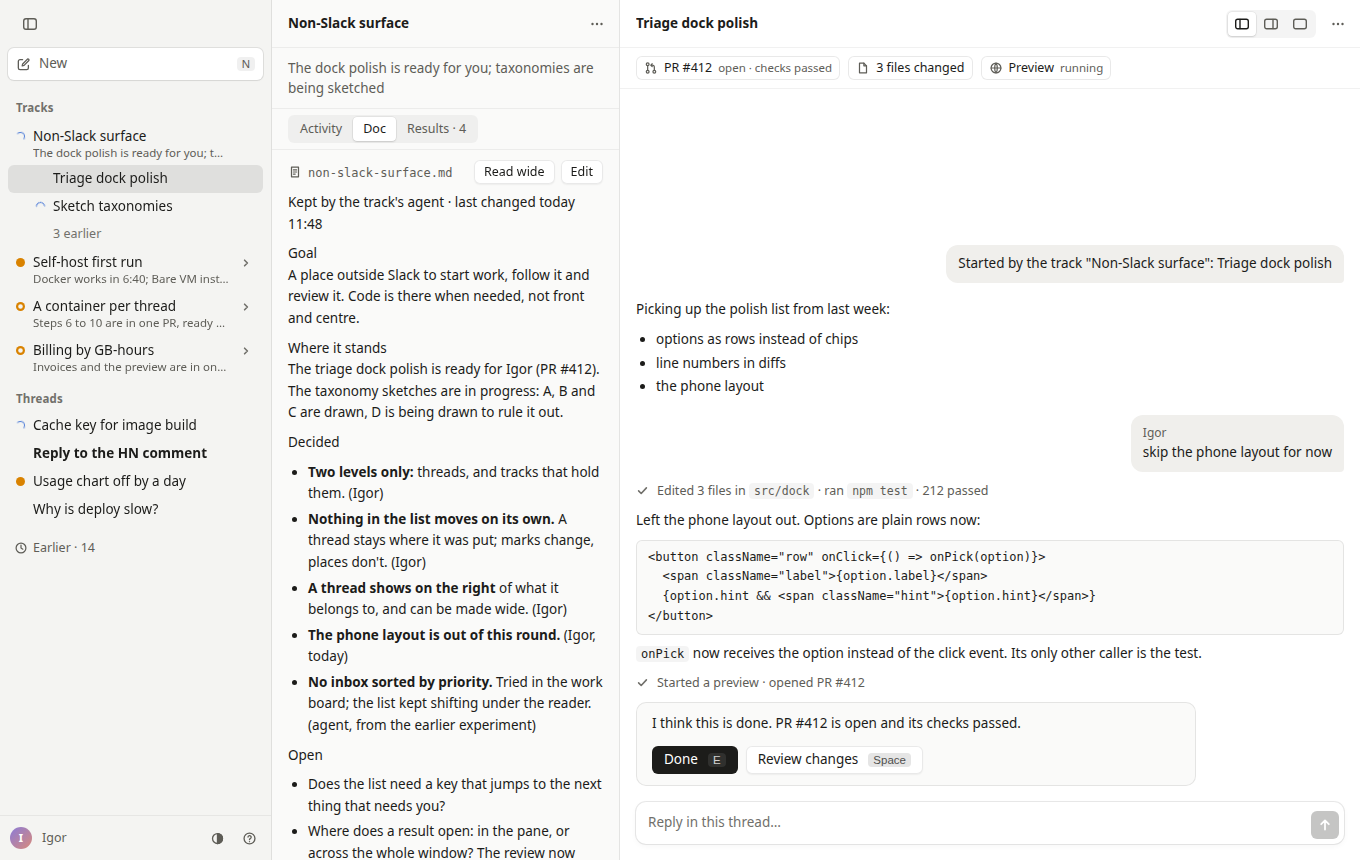 New
N
Tracks
Non-Slack surface
The dock polish is ready for you; t…
Triage dock polish
Sketch taxonomies
3 earlier
Self-host first run
Docker works in 6:40; Bare VM inst…
A container per thread
Steps 6 to 10 are in one PR, ready …
Billing by GB-hours
Invoices and the preview are in on…
Threads
Cache key for image build
Reply to the HN comment
Usage chart off by a day
Why is deploy slow?
Earlier · 14
I
Igor
Non-Slack surface
The dock polish is ready for you; taxonomies are
being sketched
Activity
Doc
Results · 4
non-slack-surface.md
Read wide
Edit
Kept by the track's agent · last changed today
11:48
Goal
A place outside Slack to start work, follow it and
review it. Code is there when needed, not front
and centre.
Where it stands
The triage dock polish is ready for Igor (PR #412).
The taxonomy sketches are in progress: A, B and
C are drawn, D is being drawn to rule it out.
Decided
Two levels only: threads, and tracks that hold
them. (Igor)
Nothing in the list moves on its own. A
thread stays where it was put; marks change,
places don't. (Igor)
A thread shows on the right of what it
belongs to, and can be made wide. (Igor)
The phone layout is out of this round. (Igor,
today)
No inbox sorted by priority. Tried in the work
board; the list kept shifting under the reader.
(agent, from the earlier experiment)
Open
Does the list need a key that jumps to the next
thing that needs you?
Where does a result open: in the pane, or
across the whole window? The review now
Triage dock polish
PR #412 open · checks passed
3 files changed
Preview running
Started by the track "Non-Slack surface": Triage dock polish
Picking up the polish list from last week:
options as rows instead of chips
line numbers in diffs
the phone layout
Igor
skip the phone layout for now
Edited 3 files in src/dock · ran npm test · 212 passed
Left the phone layout out. Options are plain rows now:
<button className="row" onClick={() => onPick(option)}>
  <span className="label">{option.label}</span>
  {option.hint && <span className="hint">{option.hint}</span>}
</button>
onPick now receives the option instead of the click event. Its only other caller is the test.
Started a preview · opened PR #412
I think this is done. PR #412 is open and its checks passed.
Done E
Review changes Space
Reply in this thread…